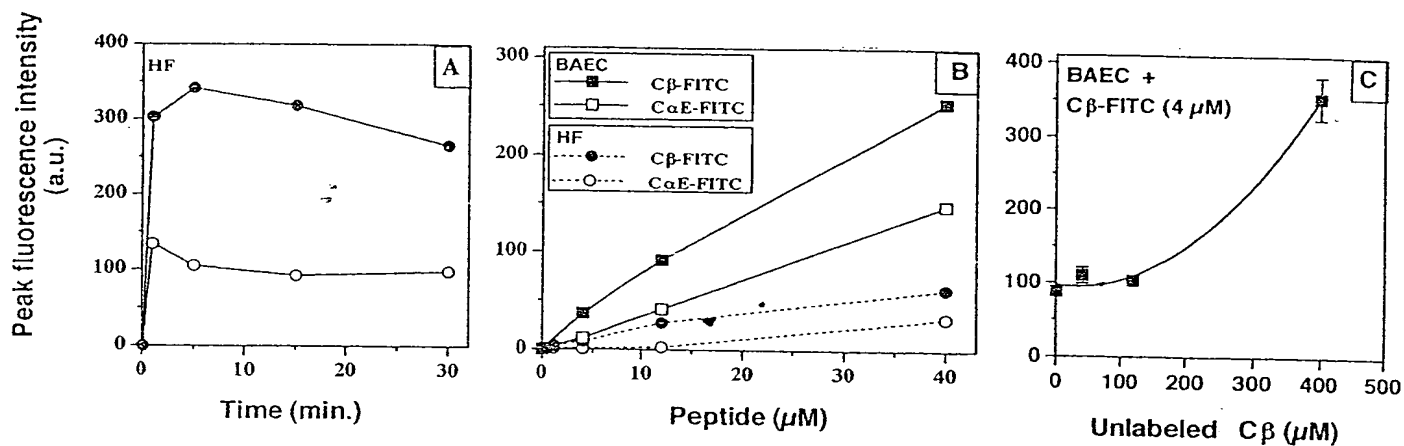 Peak fluorescence intensity
(a.u.)
400
300
200
100
0
HF
A
0
10
20
30
Time (min.)
300
200
100
0
BAEC
Cβ-FITC
CαE-FITC
HF
Cβ-FITC
CαE-FITC
B
0
10
20
30
40
Peptide (μM)
400
300
200
100
0
BAEC +
Cβ-FITC (4 μM)
C
0
100
200
300
400
500
Unlabeled Cβ (μM)